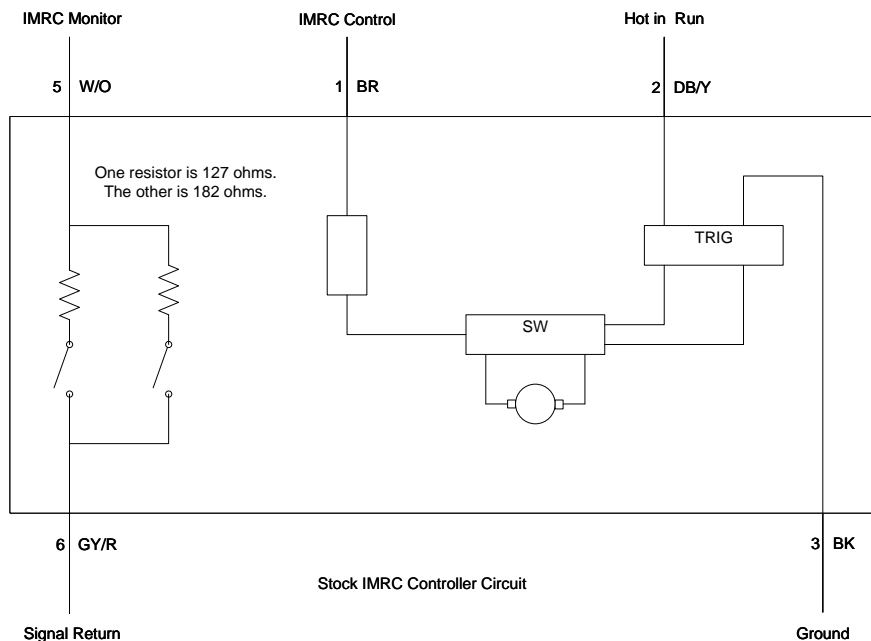 IMRC Monitor
IMRC Control
Hot in Run
5 W/O
1 BR
2 DB/Y
One resistor is 127 ohms.
The other is 182 ohms.
TRIG
SW
6 GY/R
3 BK
Stock IMRC Controller Circuit
Signal Return
Ground